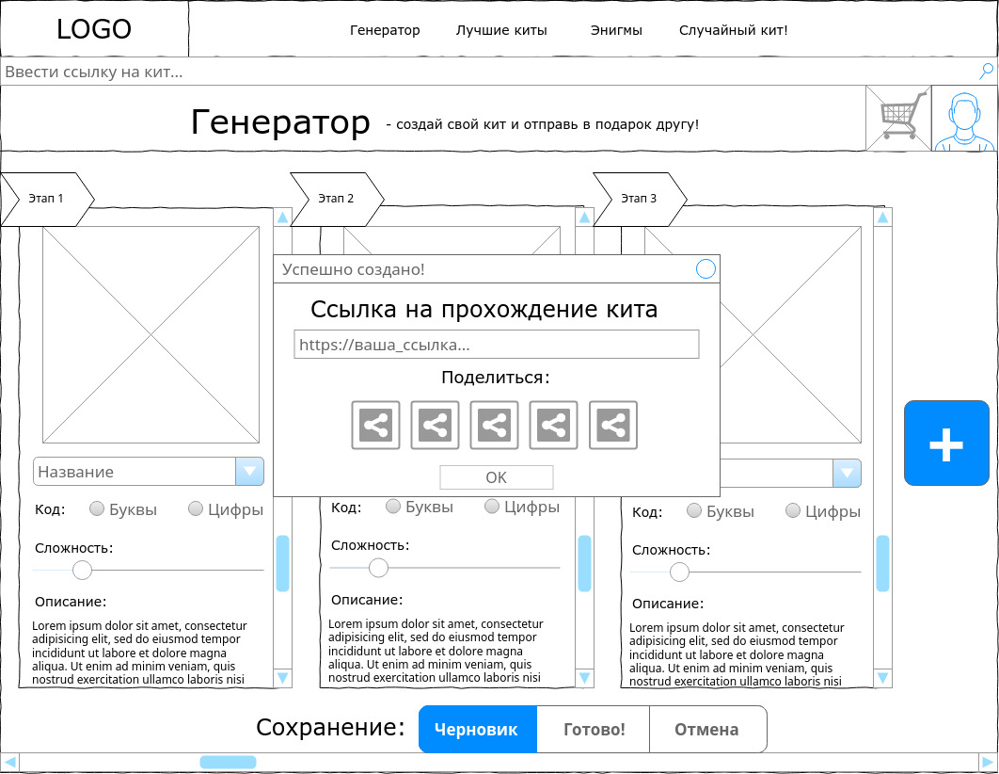 LOGO
Генератор
Лучшие киты
Энигмы
Случайный кит!
Ввести ссылку на кит...
Генератор
- создай свой кит и отправь в подарок другу!
Этап 1
Этап 2
Этап 3
Успешно создано!
Ссылка на прохождение кита
https://ваша_ссылка...
Поделиться:
OK
Название
Код:
Буквы
Цифры
Сложность:
Описание:
Lorem ipsum dolor sit amet, consectetur
adipisicing elit, sed do eiusmod tempor
incididunt ut labore et dolore magna
aliqua. Ut enim ad minim veniam, quis
nostrud exercitation ullamco laboris nisi
Код:
Буквы
Цифры
Сложность:
Описание:
Lorem ipsum dolor sit amet, consectetur
adipisicing elit, sed do eiusmod tempor
incididunt ut labore et dolore magna
aliqua. Ut enim ad minim veniam, quis
nostrud exercitation ullamco laboris nisi
Код:
Буквы
Цифры
Сложность:
Описание:
Lorem ipsum dolor sit amet, consectetur
adipisicing elit, sed do eiusmod tempor
incididunt ut labore et dolore magna
aliqua. Ut enim ad minim veniam, quis
nostrud exercitation ullamco laboris nisi
Сохранение:
Черновик
Готово!
Отмена